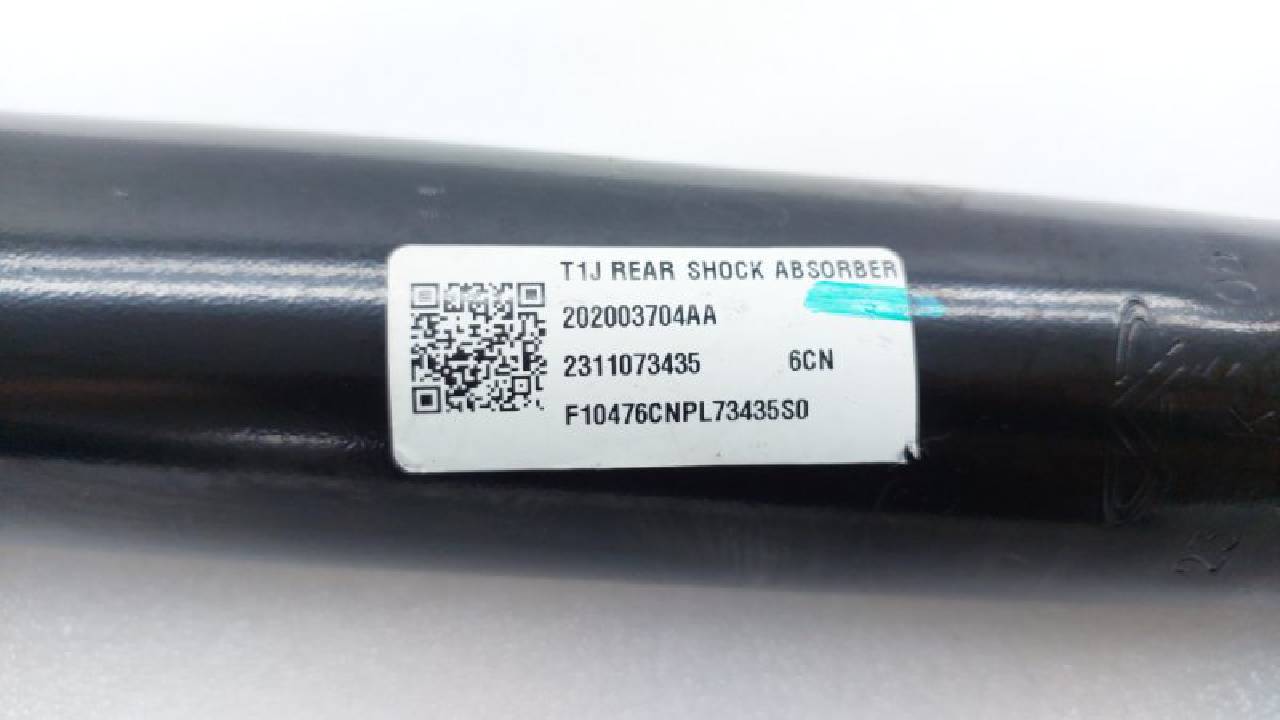 T1J REAR SHOCK ABSORBER
202003704AA
2311073435 6CN
F10476CNPL73435S0